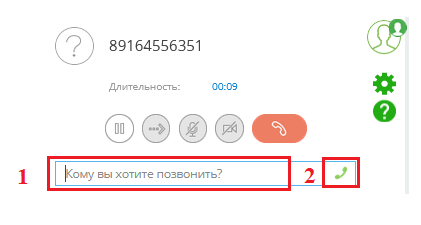 ?
89164556351
Длительность: 00:09
?
1 Кому вы хотите позвонить? 2